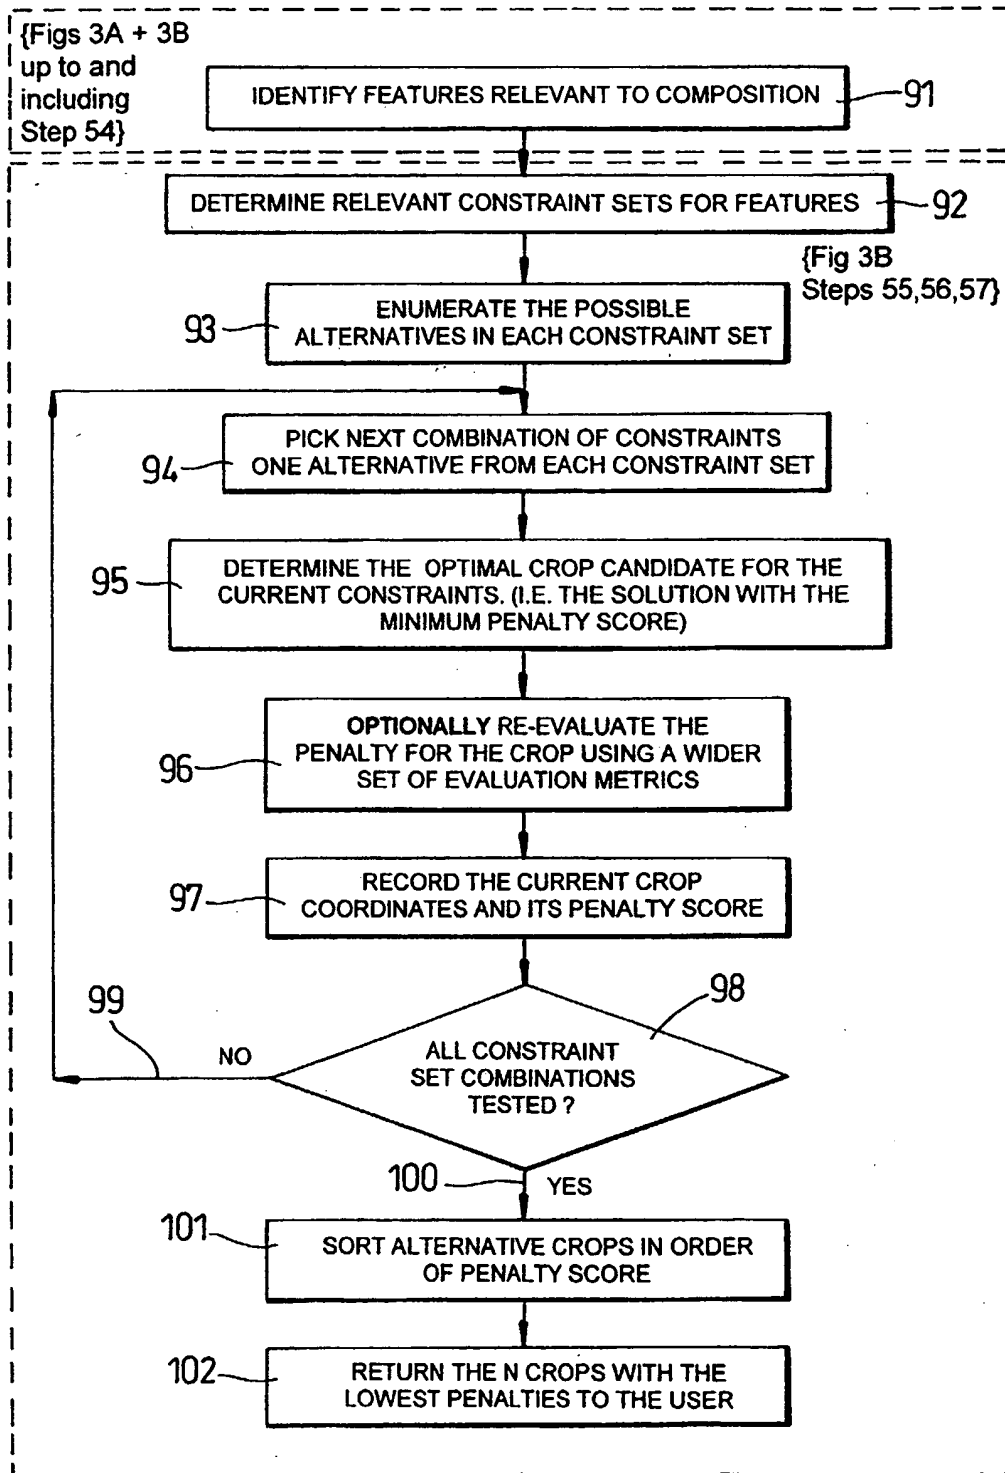 {Figs 3A + 3B
up to and
including
Step 54}
IDENTIFY FEATURES RELEVANT TO COMPOSITION
91
DETERMINE RELEVANT CONSTRAINT SETS FOR FEATURES
92
{Fig 3B
Steps 55,56,57}
93
ENUMERATE THE POSSIBLE
ALTERNATIVES IN EACH CONSTRAINT SET
94
PICK NEXT COMBINATION OF CONSTRAINTS
ONE ALTERNATIVE FROM EACH CONSTRAINT SET
95
DETERMINE THE OPTIMAL CROP CANDIDATE FOR THE
CURRENT CONSTRAINTS. (I.E. THE SOLUTION WITH THE
MINIMUM PENALTY SCORE)
96
OPTIONALLY RE-EVALUATE THE
PENALTY FOR THE CROP USING A WIDER
SET OF EVALUATION METRICS
97
RECORD THE CURRENT CROP
COORDINATES AND ITS PENALTY SCORE
98
99
NO
ALL CONSTRAINT
SET COMBINATIONS
TESTED ?
100
YES
101
SORT ALTERNATIVE CROPS IN ORDER
OF PENALTY SCORE
102
RETURN THE N CROPS WITH THE
LOWEST PENALTIES TO THE USER